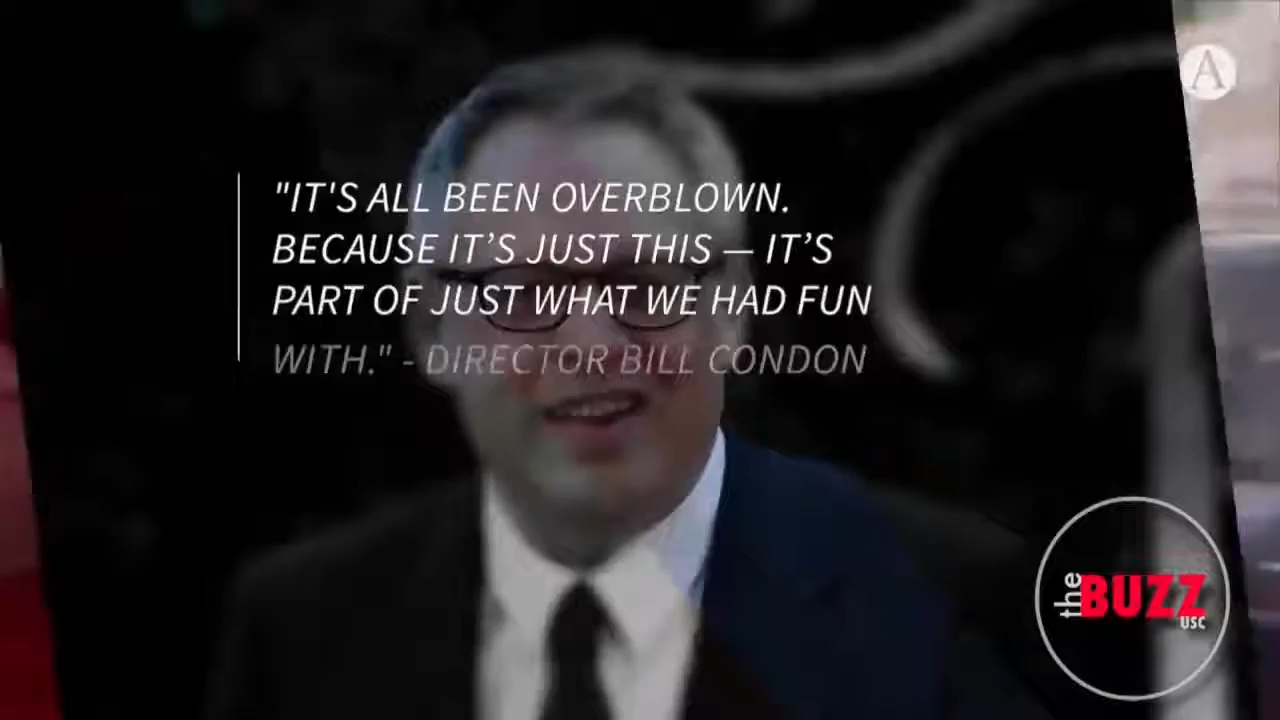 A
"IT'S ALL BEEN OVERBLOWN.
BECAUSE IT’S JUST THIS — IT’S
PART OF JUST WHAT WE HAD FUN
WITH." - DIRECTOR BILL CONDON
the BUZZ
USC